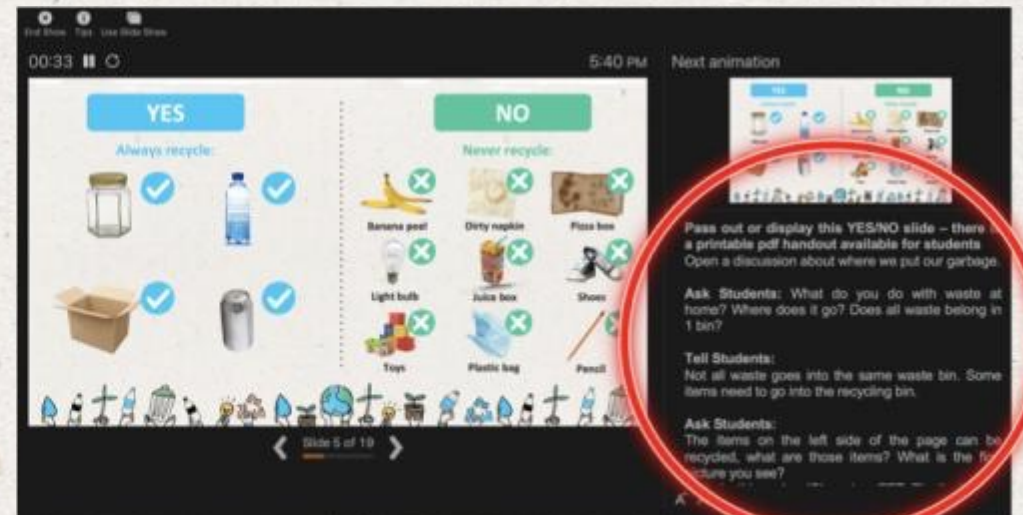 End Show Tips Use Slide Show
00:33
5:40 PM
Next animation
YES
NO
Always recycle:
Never recycle:
Banana peel
Dirty napkin
Pizza box
Light bulb
Juice box
Shoes
Toys
Plastic bag
Pencil
Slide 5 of 19
YES
NO
Pass out or display this YES/NO slide – there
a printable pdf handout available for students
Open a discussion about where we put our garbage.
Ask Students: What do you do with waste at
home? Where does it go? Does all waste belong in
1 bin?
Tell Students:
Not all waste goes into the same waste bin. Some
items need to go into the recycling bin.
Ask Students:
The items on the left side of the page can be
recycled, what are those items? What is the
picture you see?